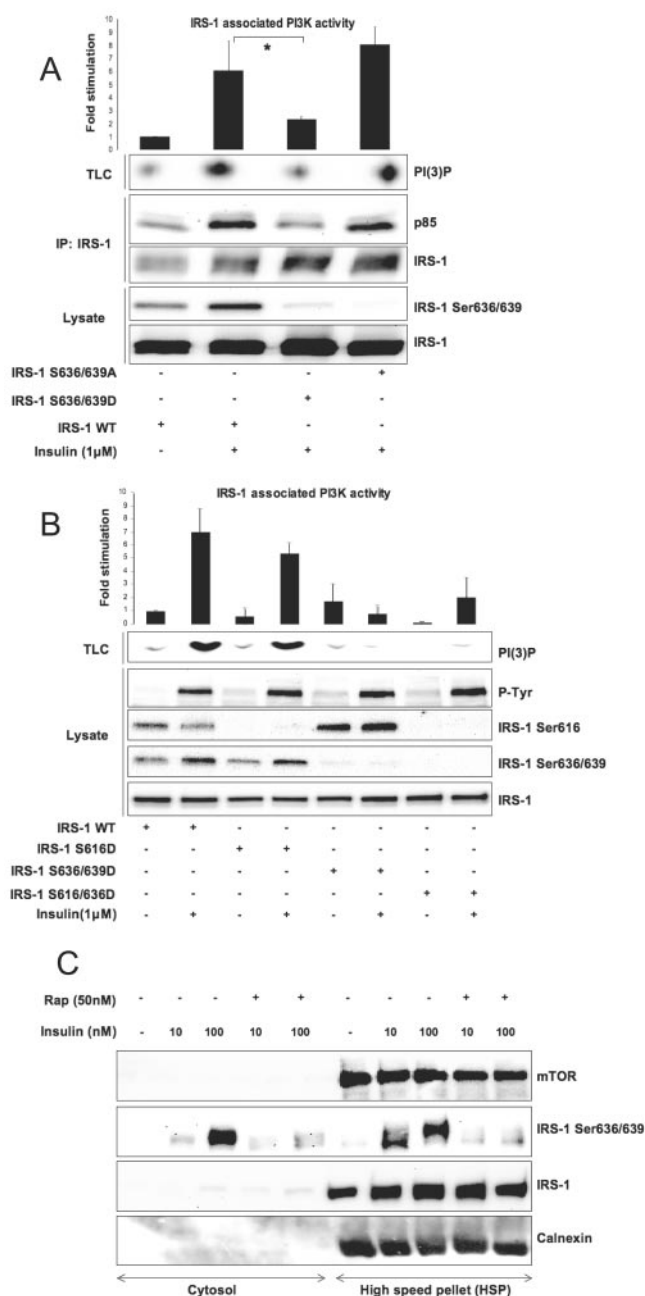 A
IRS-1 associated PI3K activity
Fold stimulation
10
9
8
7
6
5
4
3
2
1
0
*
TLC
PI(3)P
IP: IRS-1
p85
IRS-1
Lysate
IRS-1 Ser636/639
IRS-1
IRS-1 S636/639A - - - +
IRS-1 S636/639D - - + -
IRS-1 WT + + - -
Insulin (1µM) - + + +
B
IRS-1 associated PI3K activity
Fold stimulation
10
9
8
7
6
5
4
3
2
1
0
TLC
PI(3)P
P-Tyr
Lysate
IRS-1 Ser616
IRS-1 Ser636/639
IRS-1
IRS-1 WT + + - - - - - -
IRS-1 S616D - - + + - - - -
IRS-1 S636/639D - - - - + + - -
IRS-1 S616/636D - - - - - - + +
Insulin(1µM) - + - + - + - +
C
Rap (50nM) - - - + + - - - + +
Insulin (nM) - 10 100 10 100 - 10 100 10 100
mTOR
IRS-1 Ser636/639
IRS-1
Calnexin
Cytosol
High speed pellet (HSP)